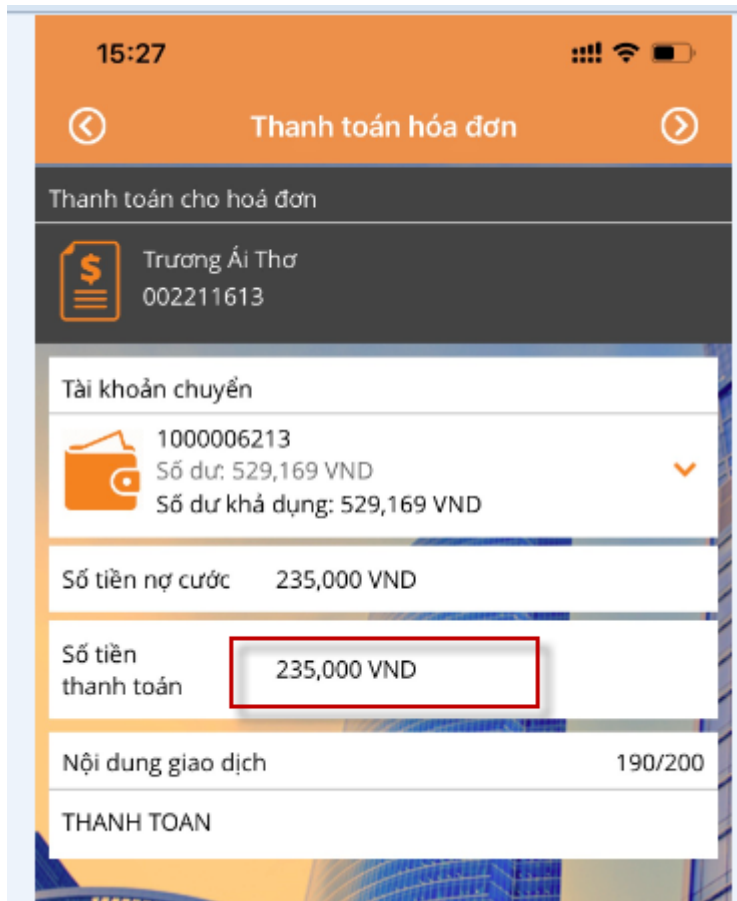 15:27
Thanh toán hóa đơn
Thanh toán cho hoá đơn
$
Trương Ái Thơ
002211613
Tài khoản chuyển
1000006213
Số dư: 529,169 VND
Số dư khả dụng: 529,169 VND
Số tiền nợ cước 235,000 VND
Số tiền
thanh toán 235,000 VND
Nội dung giao dịch 190/200
THANH TOAN